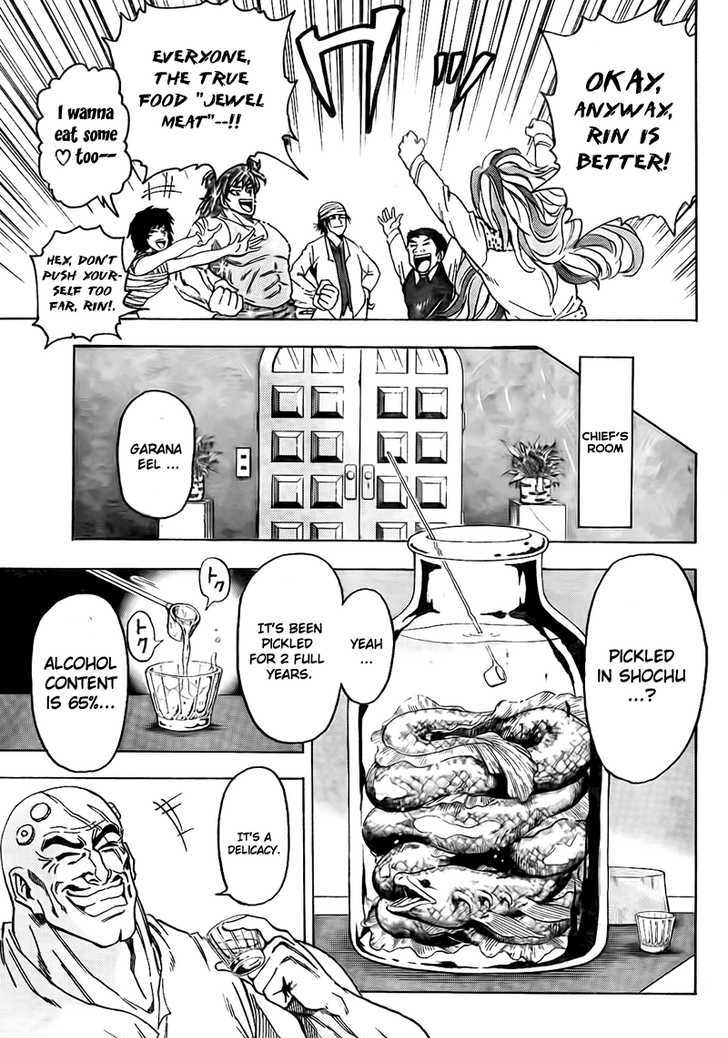 OKAY,
ANYWAY,
RIN IS
BETTER!
ワ
EVERYONE,
THE TRUE
FOOD "JEWEL
MEAT"--!!
I wanna
eat some
♡ too--
HEY, DON'T
PUSH YOUR-
SELF TOO
FAR, RIN!.
CHIEF'S
ROOM
GARANA
EEL ...
PICKLED
IN SHOCHU
...?
YEAH
...
IT'S BEEN
PICKLED
FOR 2 FULL
YEARS.
トク
トク
ALCOHOL
CONTENT
IS 65%...
IT'S A
DELICACY.